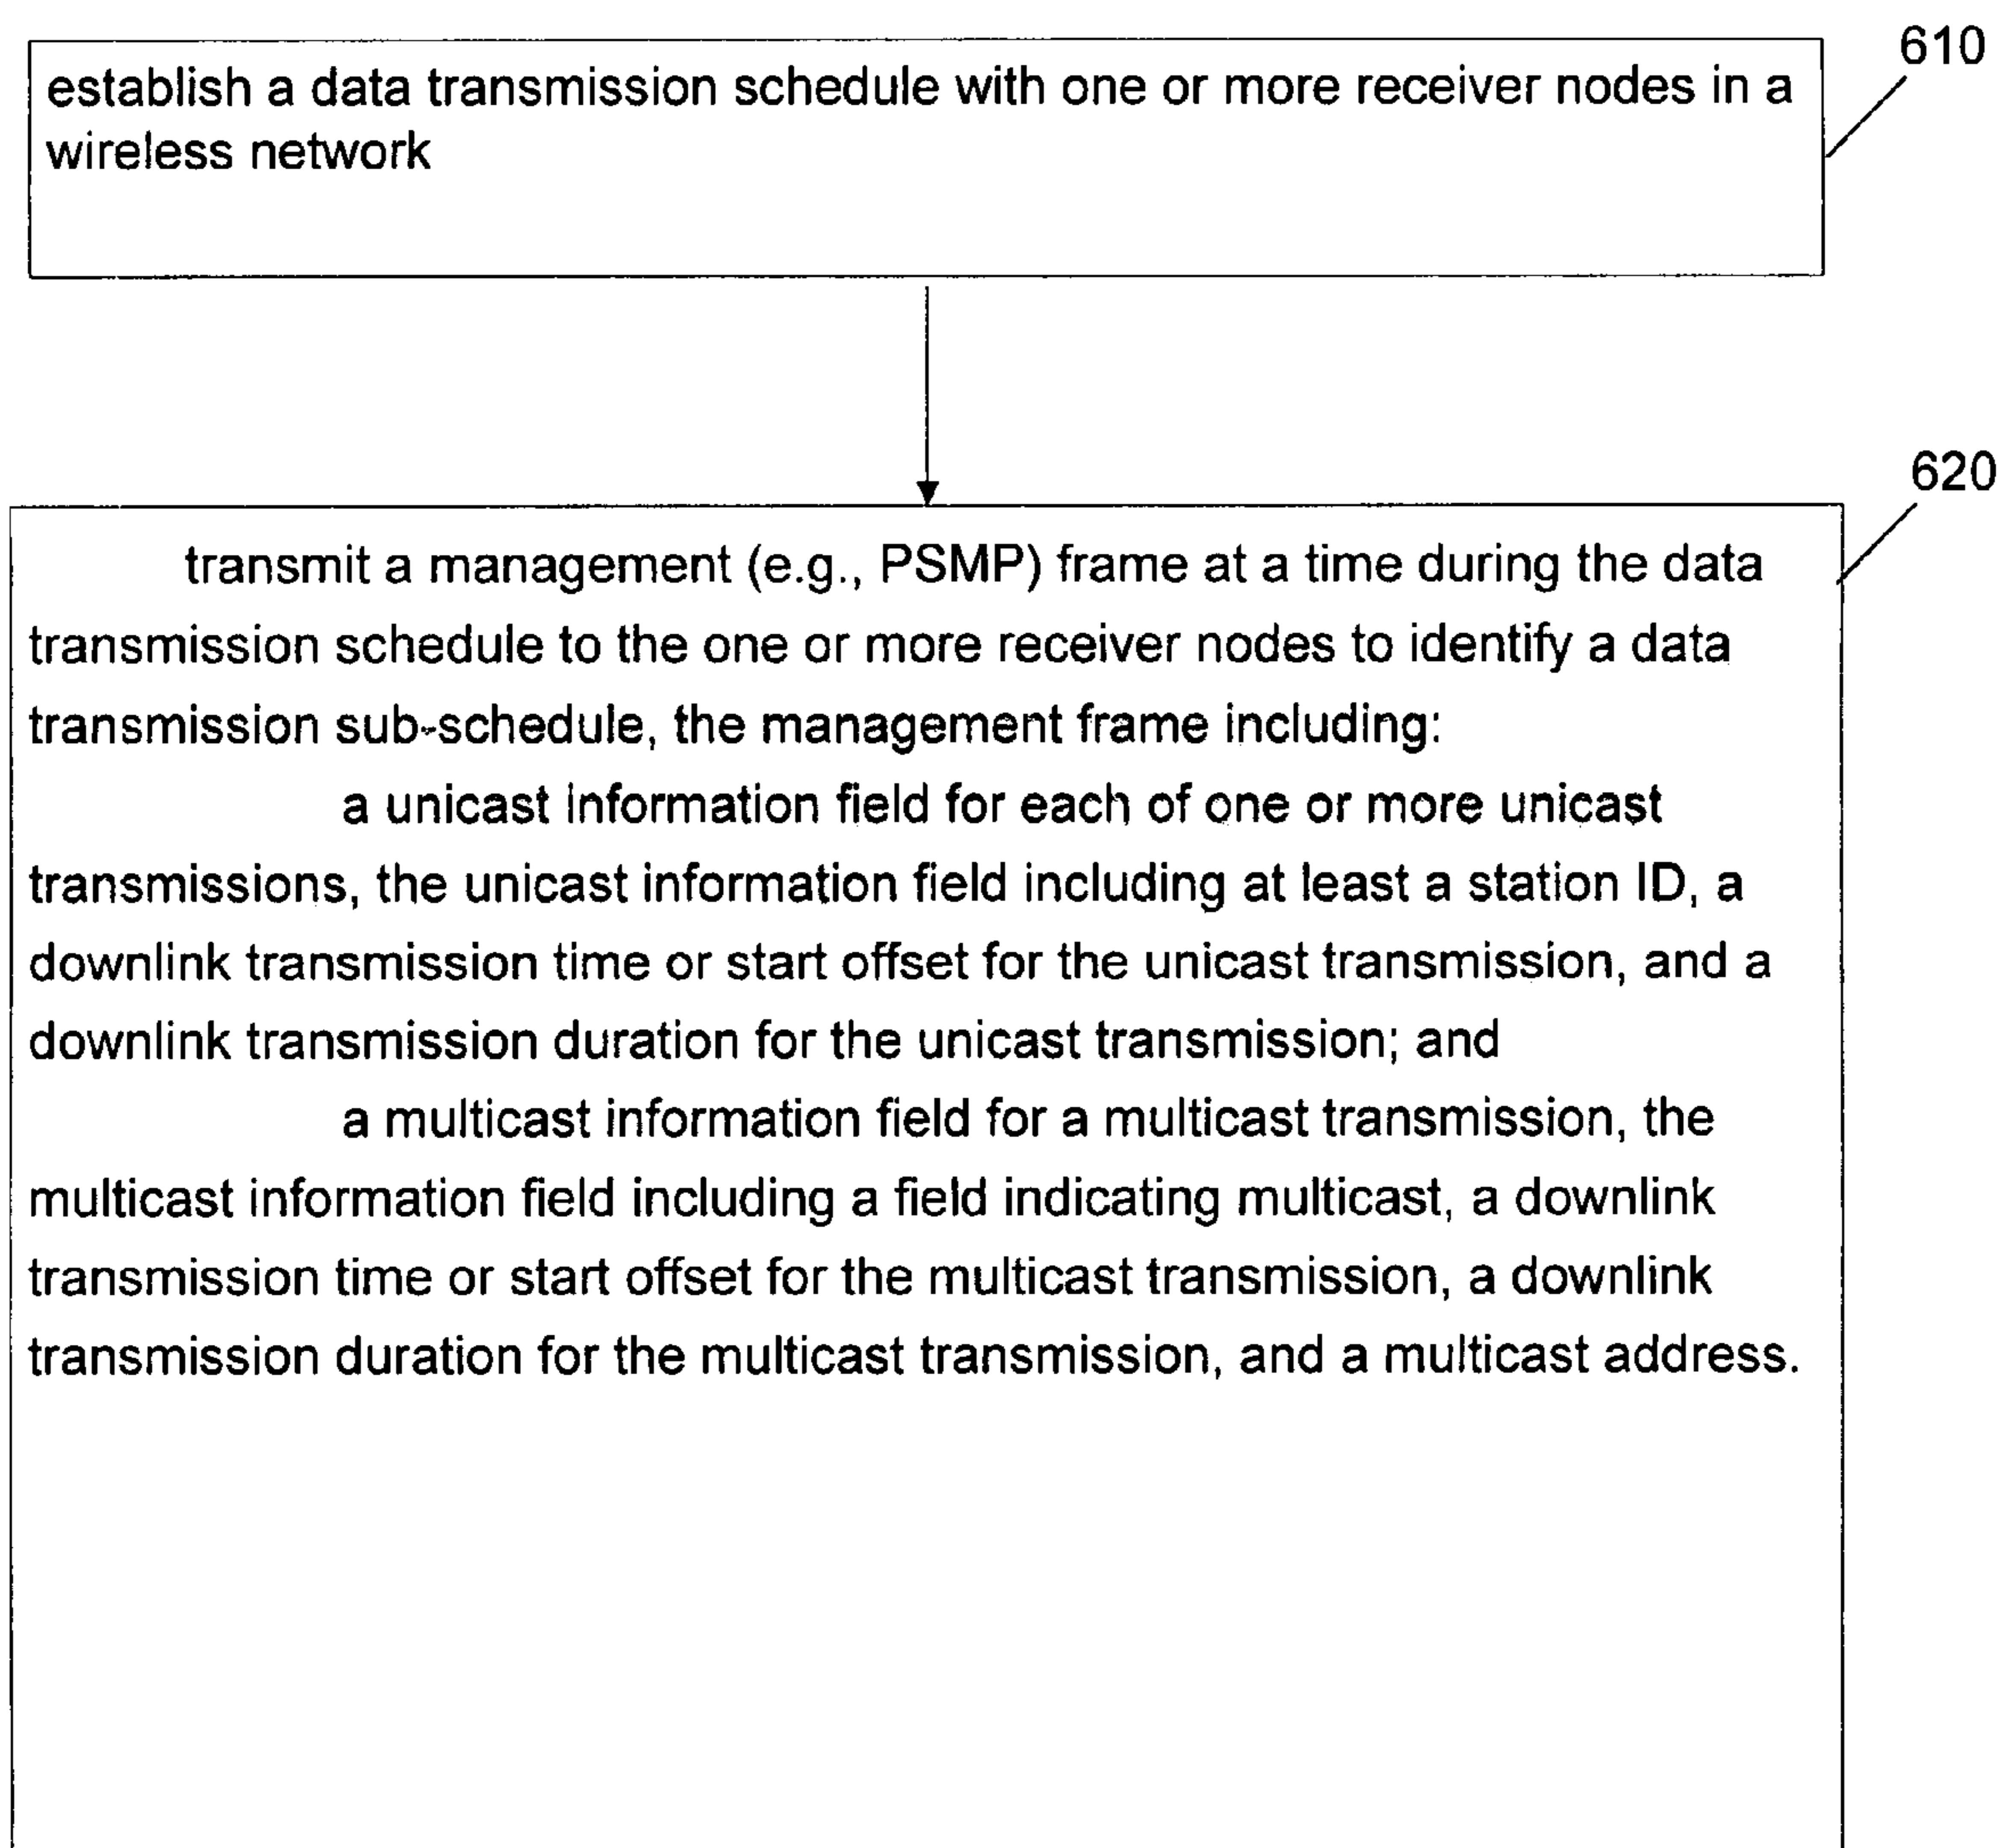 610
establish a data transmission schedule with one or more receiver nodes in a
wireless network
620
transmit a management (e.g., PSMP) frame at a time during the data
transmission schedule to the one or more receiver nodes to identify a data
transmission sub-schedule, the management frame including:
a unicast information field for each of one or more unicast
transmissions, the unicast information field including at least a station ID, a
downlink transmission time or start offset for the unicast transmission, and a
downlink transmission duration for the unicast transmission; and
a multicast information field for a multicast transmission, the
multicast information field including a field indicating multicast, a downlink
transmission time or start offset for the multicast transmission, a downlink
transmission duration for the multicast transmission, and a multicast address.